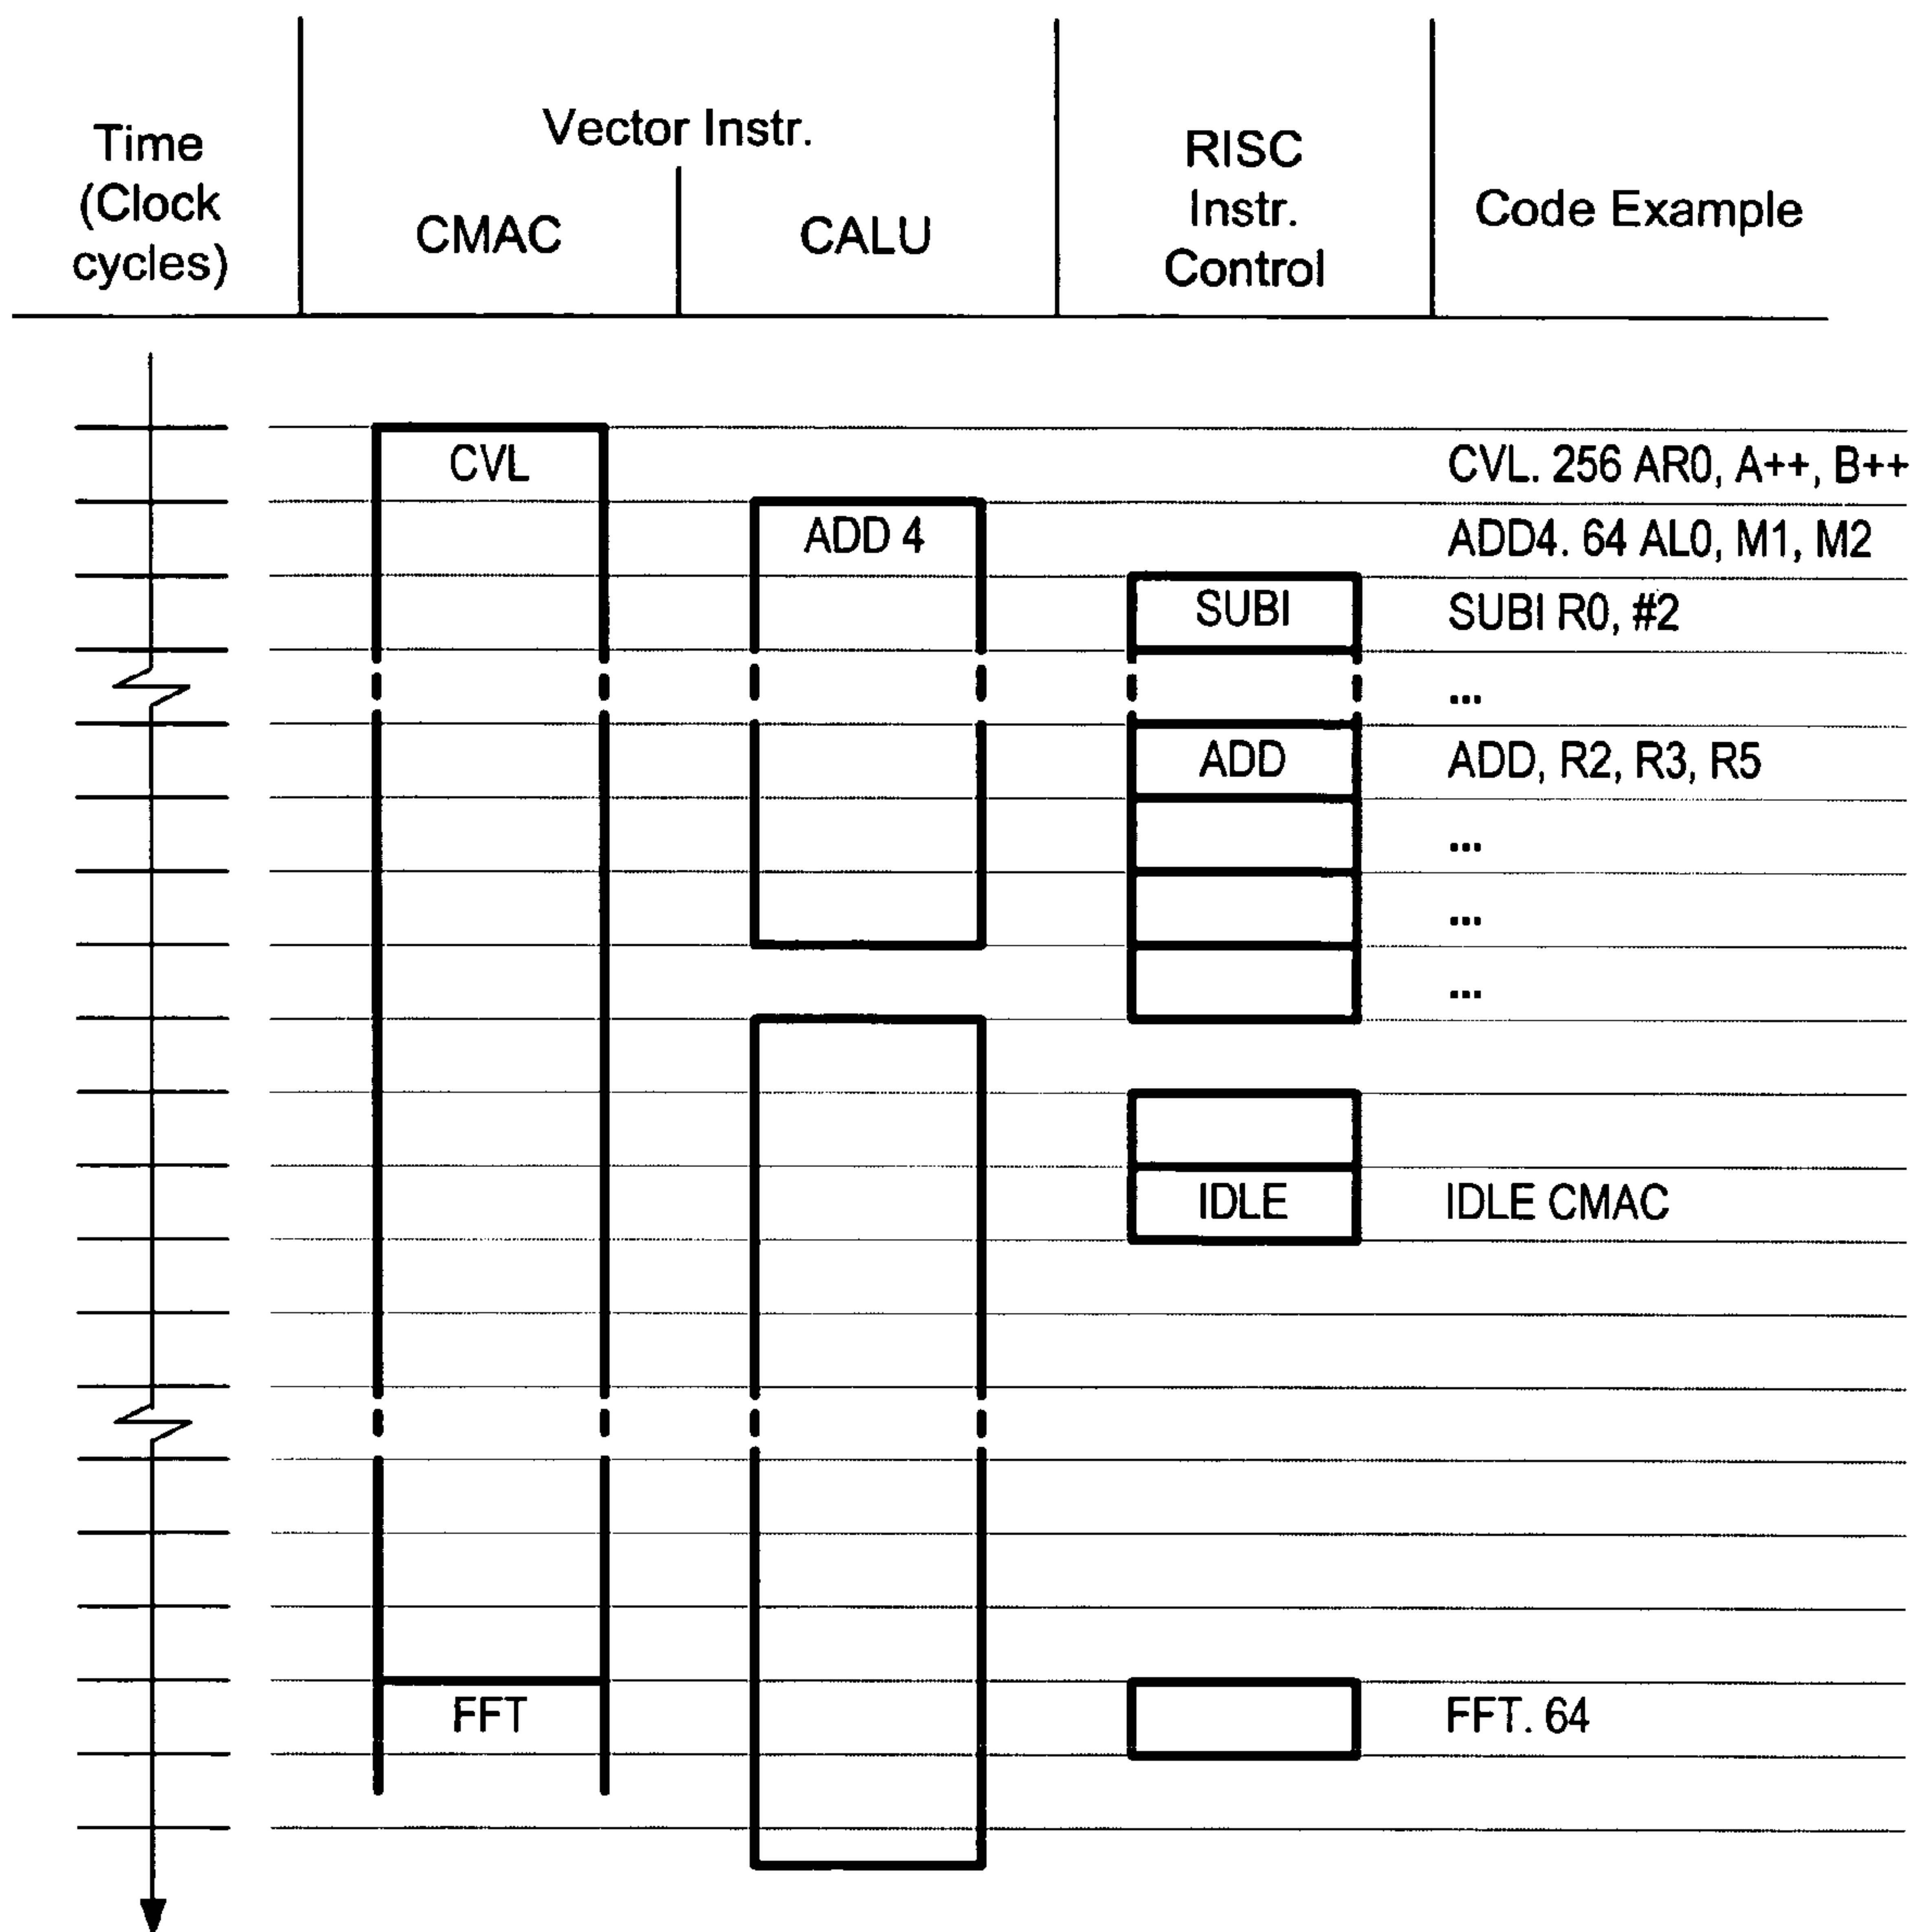 Time
(Clock
cycles)
Vector Instr.
CMAC
CALU
RISC
Instr.
Control
Code Example
CVL
CVL. 256 AR0, A++, B++
ADD 4
ADD4. 64 AL0, M1, M2
SUBI
SUBI R0, #2
...
ADD
ADD, R2, R3, R5
...
...
...
IDLE
IDLE CMAC
FFT
FFT. 64